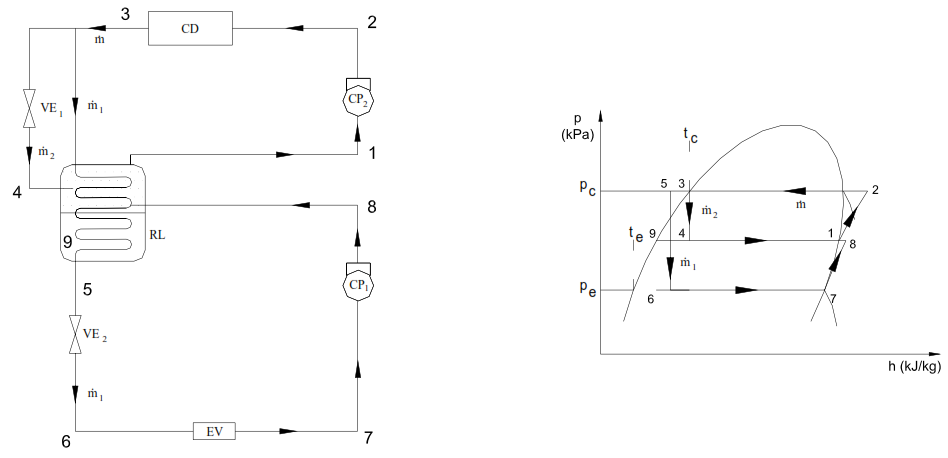 3
CD
2
ṁ
VE1
ṁ1
CP2
ṁ2
1
4
8
9
RL
5
CP1
VE2
ṁ1
6
EV
7
p
(kPa)
tc
pc
5
3
2
ṁ
ṁ2
te
9
4
1
8
ṁ1
pe
6
7
h (kJ/kg)